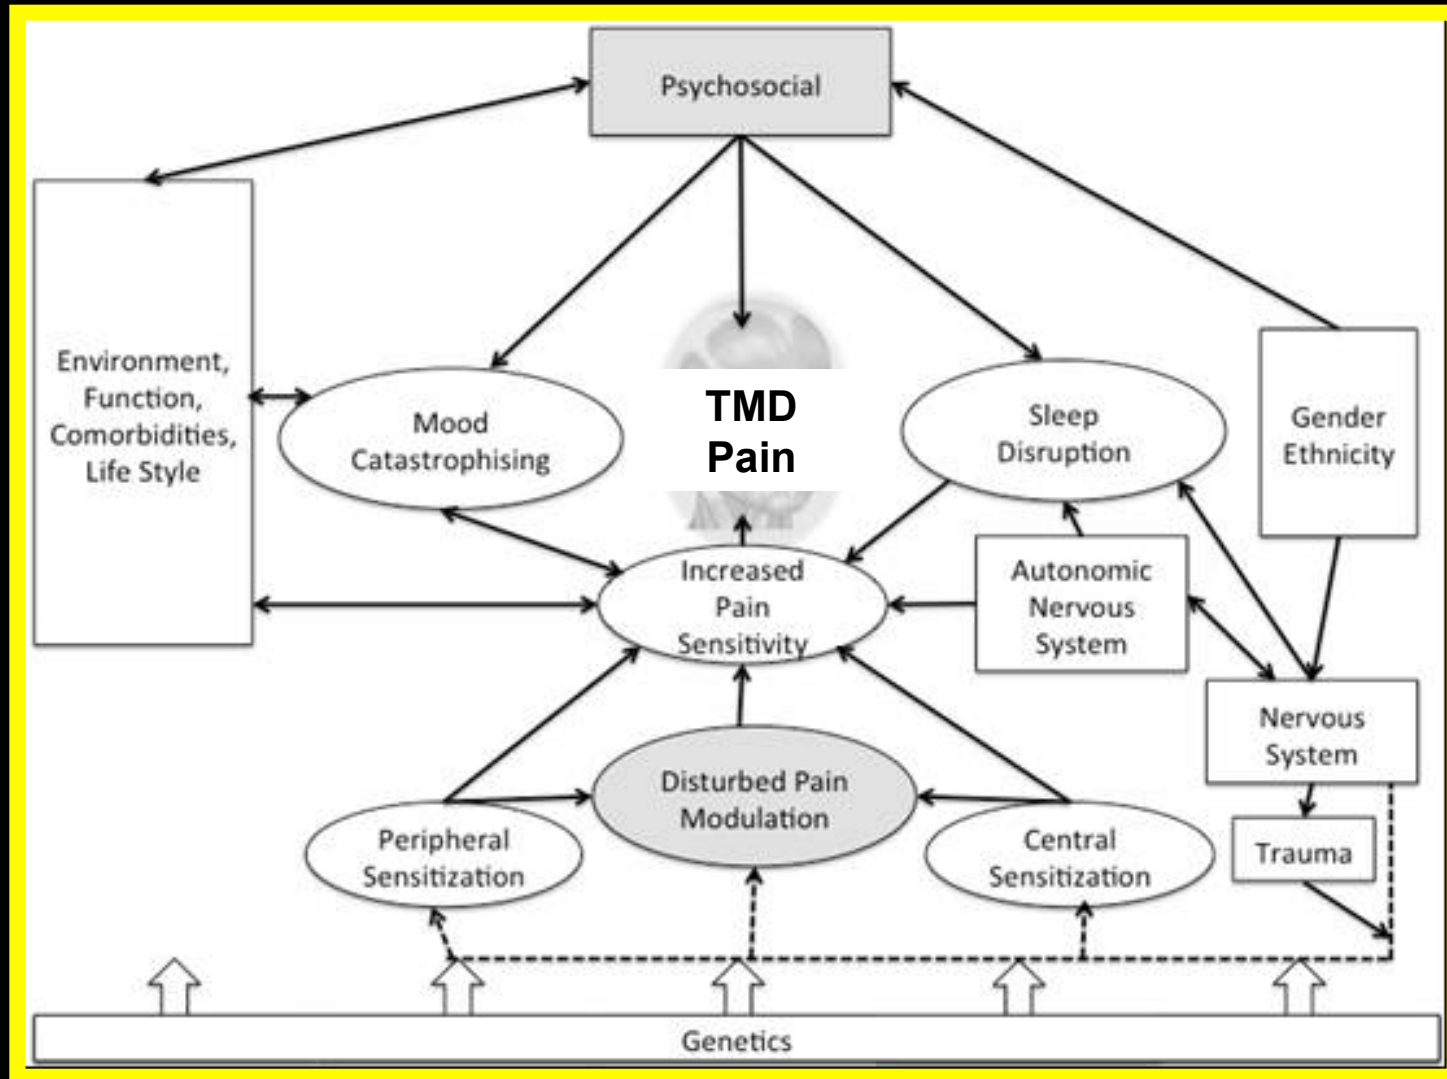 Psychosocial
Environment,
Function,
Comorbidities,
Life Style
Mood
Catastrophising
TMD
Pain
Sleep
Disruption
Gender
Ethnicity
Increased
Pain
Sensitivity
Autonomic
Nervous
System
Nervous
System
Disturbed Pain
Modulation
Peripheral
Sensitization
Central
Sensitization
Trauma
Genetics